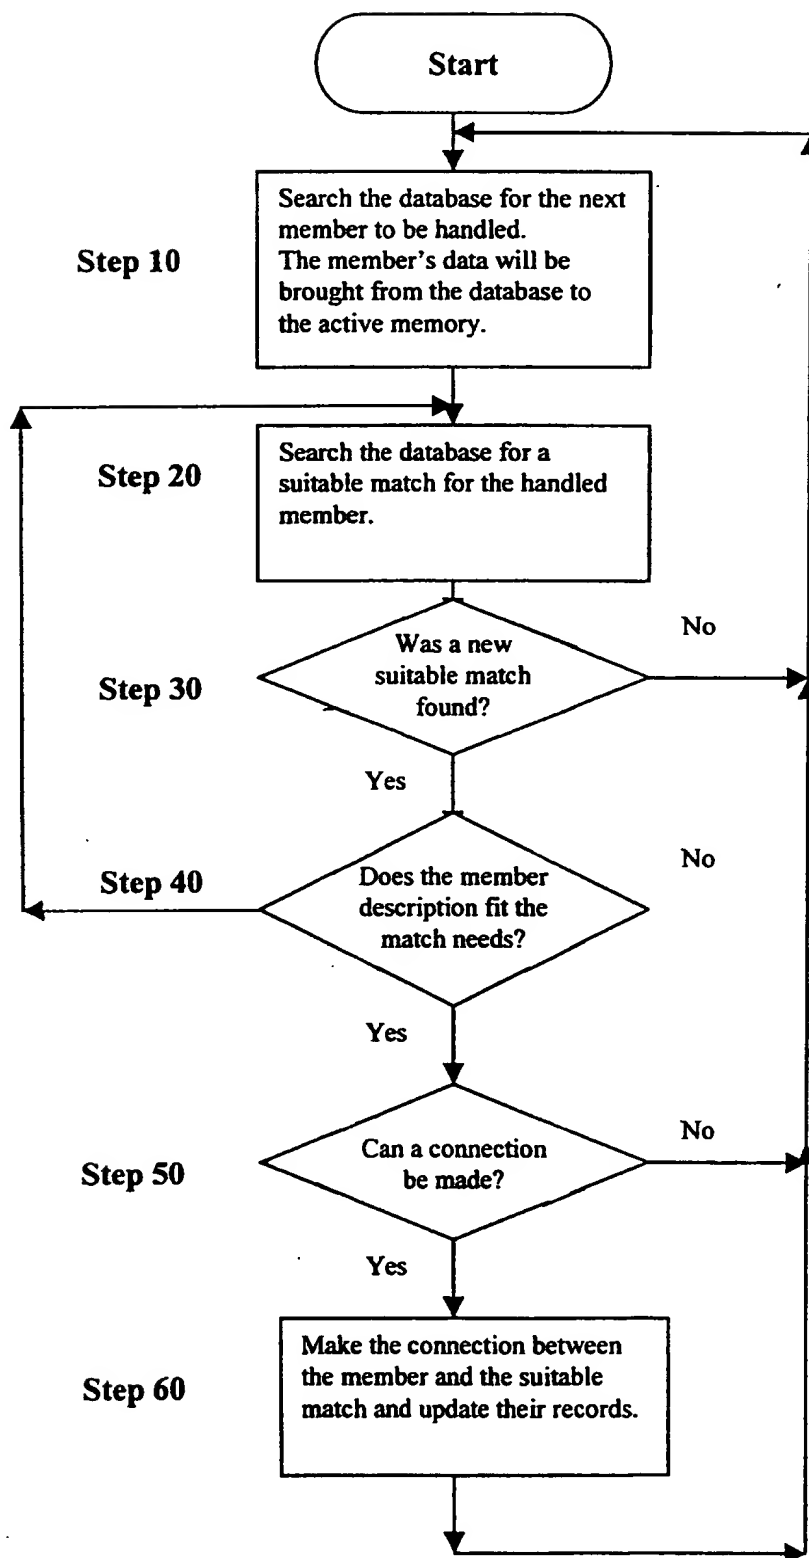 Start
Step 10
Search the database for the next
member to be handled.
The member's data will be
brought from the database to
the active memory.
Step 20
Search the database for a
suitable match for the handled
member.
Step 30
Was a new
suitable match
found?
No
Yes
Step 40
Does the member
description fit the
match needs?
No
Yes
Step 50
Can a connection
be made?
No
Yes
Step 60
Make the connection between
the member and the suitable
match and update their records.